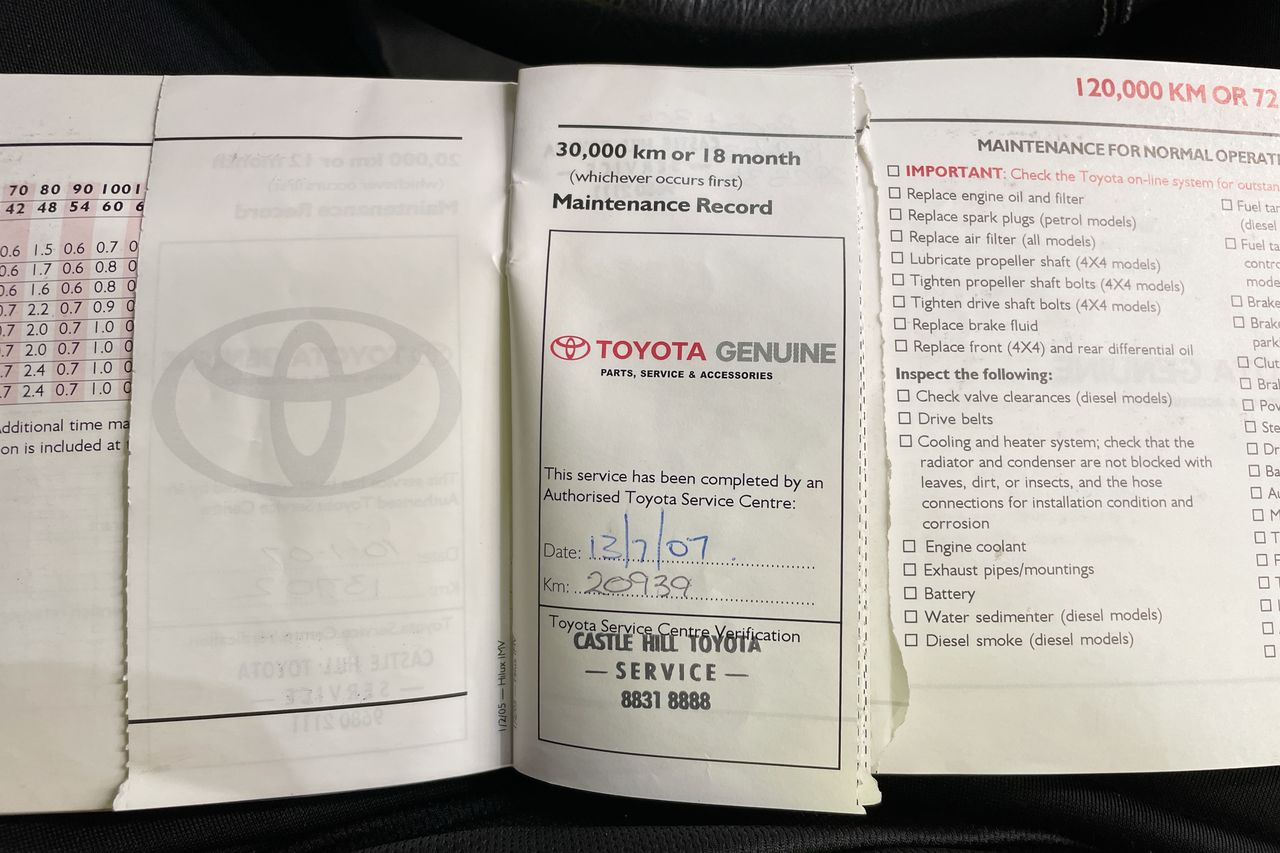 70 80 90 100
42 48 54 60
0.6 1.5 0.6 0.7
0.6 1.7 0.6 0.8
0.6 1.6 0.6 0.8
0.7 2.2 0.7 0.9
0.7 2.0 0.7 1.0
0.7 2.0 0.7 1.0
0.7 2.4 0.7 1.0
0.7 2.4 0.7 1.0
Additional time
on is included at
30,000 km or 18 month
(whichever occurs first)
Maintenance Record
TOYOTA GENUINE
PARTS, SERVICE & ACCESSORIES
This service has been completed by an
Authorised Toyota Service Centre:
Date: 13/7/07
Km: 20939
Toyota Service Centre Verification
CASTLE HILL TOYOTA
— SERVICE —
8831 8888
1/2/05 — Hilux IMV
120,000 KM OR 72
MAINTENANCE FOR NORMAL
IMPORTANT: Check the Toyota on-line system for
Replace engine oil and filter
Replace spark plugs (petrol models)
Replace air filter (all models)
Lubricate propeller shaft (4X4 models)
Tighten propeller shaft bolts (4X4 models)
Tighten drive shaft bolts (4X4 models)
Replace brake fluid
Replace front (4X4) and rear differential oil
Inspect the following:
Check valve clearances (diesel models)
Drive belts
Cooling and heater system; check that the
radiator and condenser are not blocked with
leaves, dirt, or insects, and the hose
connections for installation condition and
corrosion
Engine coolant
Exhaust pipes/mountings
Battery
Water sedimenter (diesel models)
Diesel smoke (diesel models)
Fuel
(diesel
Fuel
Brake